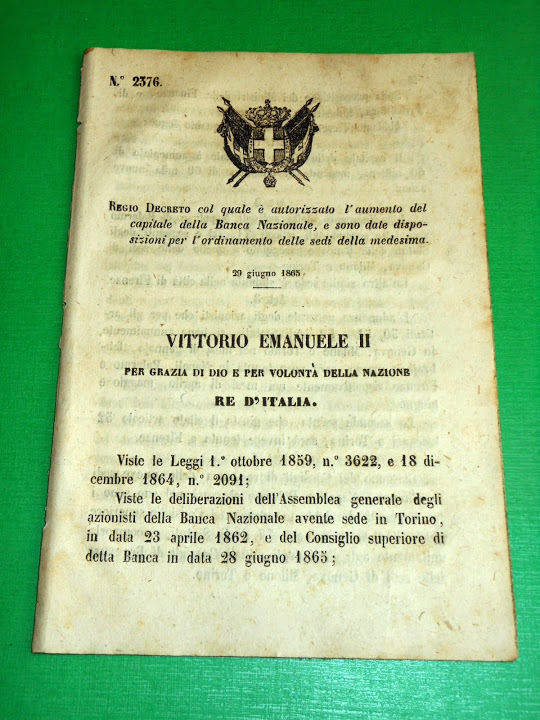 N.° 2376.
REGIO DECRETO col quale è autorizzato l'aumento del
capitale della Banca Nazionale, e sono date dispo-
sizioni per l'ordinamento delle sedi della medesima.
29 giugno 1865
VITTORIO EMANUELE II
PER GRAZIA DI DIO E PER VOLONTÀ DELLA NAZIONE
RE D'ITALIA.
Viste le Leggi 1.° ottobre 1859, n.° 3622, e 18 di-
cembre 1864, n.° 2091;
Viste le deliberazioni dell'Assemblea generale degli
azionisti della Banca Nazionale avente sede in Torino,
in data 23 aprile 1862, e del Consiglio superiore di
detta Banca in data 28 giugno 1865;